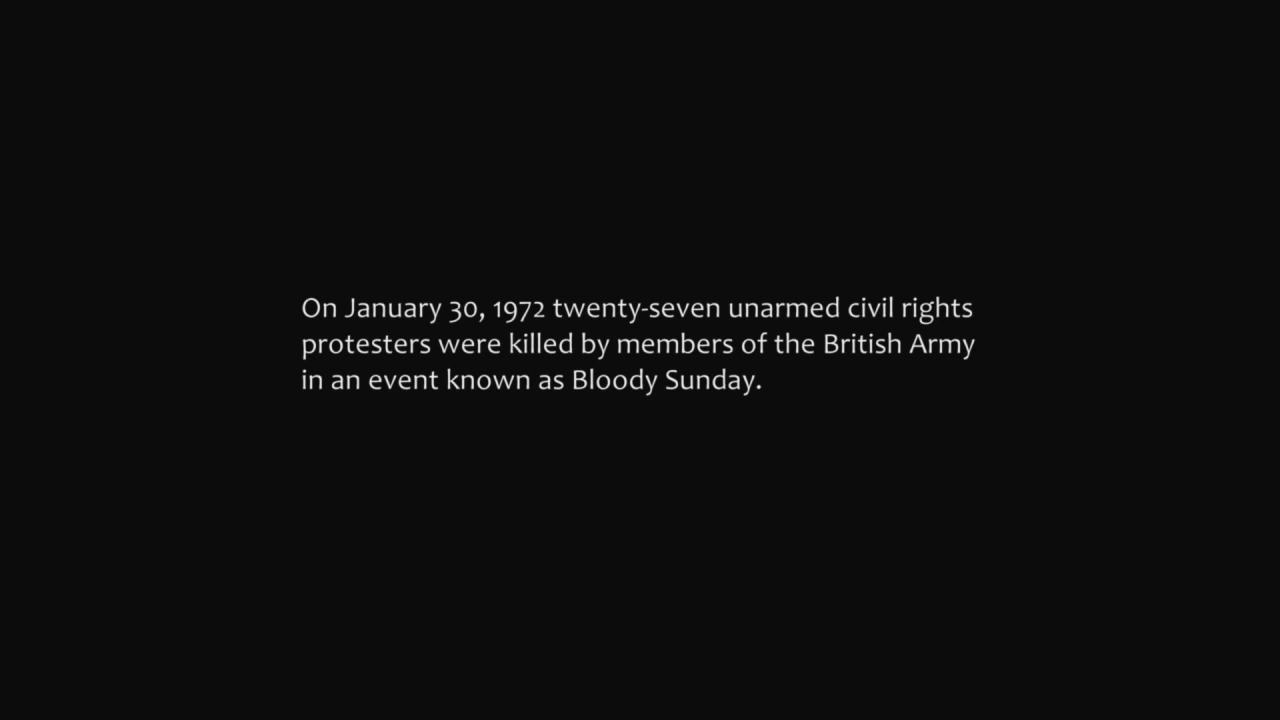 On January 30, 1972 twenty-seven unarmed civil rights
protesters were killed by members of the British Army
in an event known as Bloody Sunday.